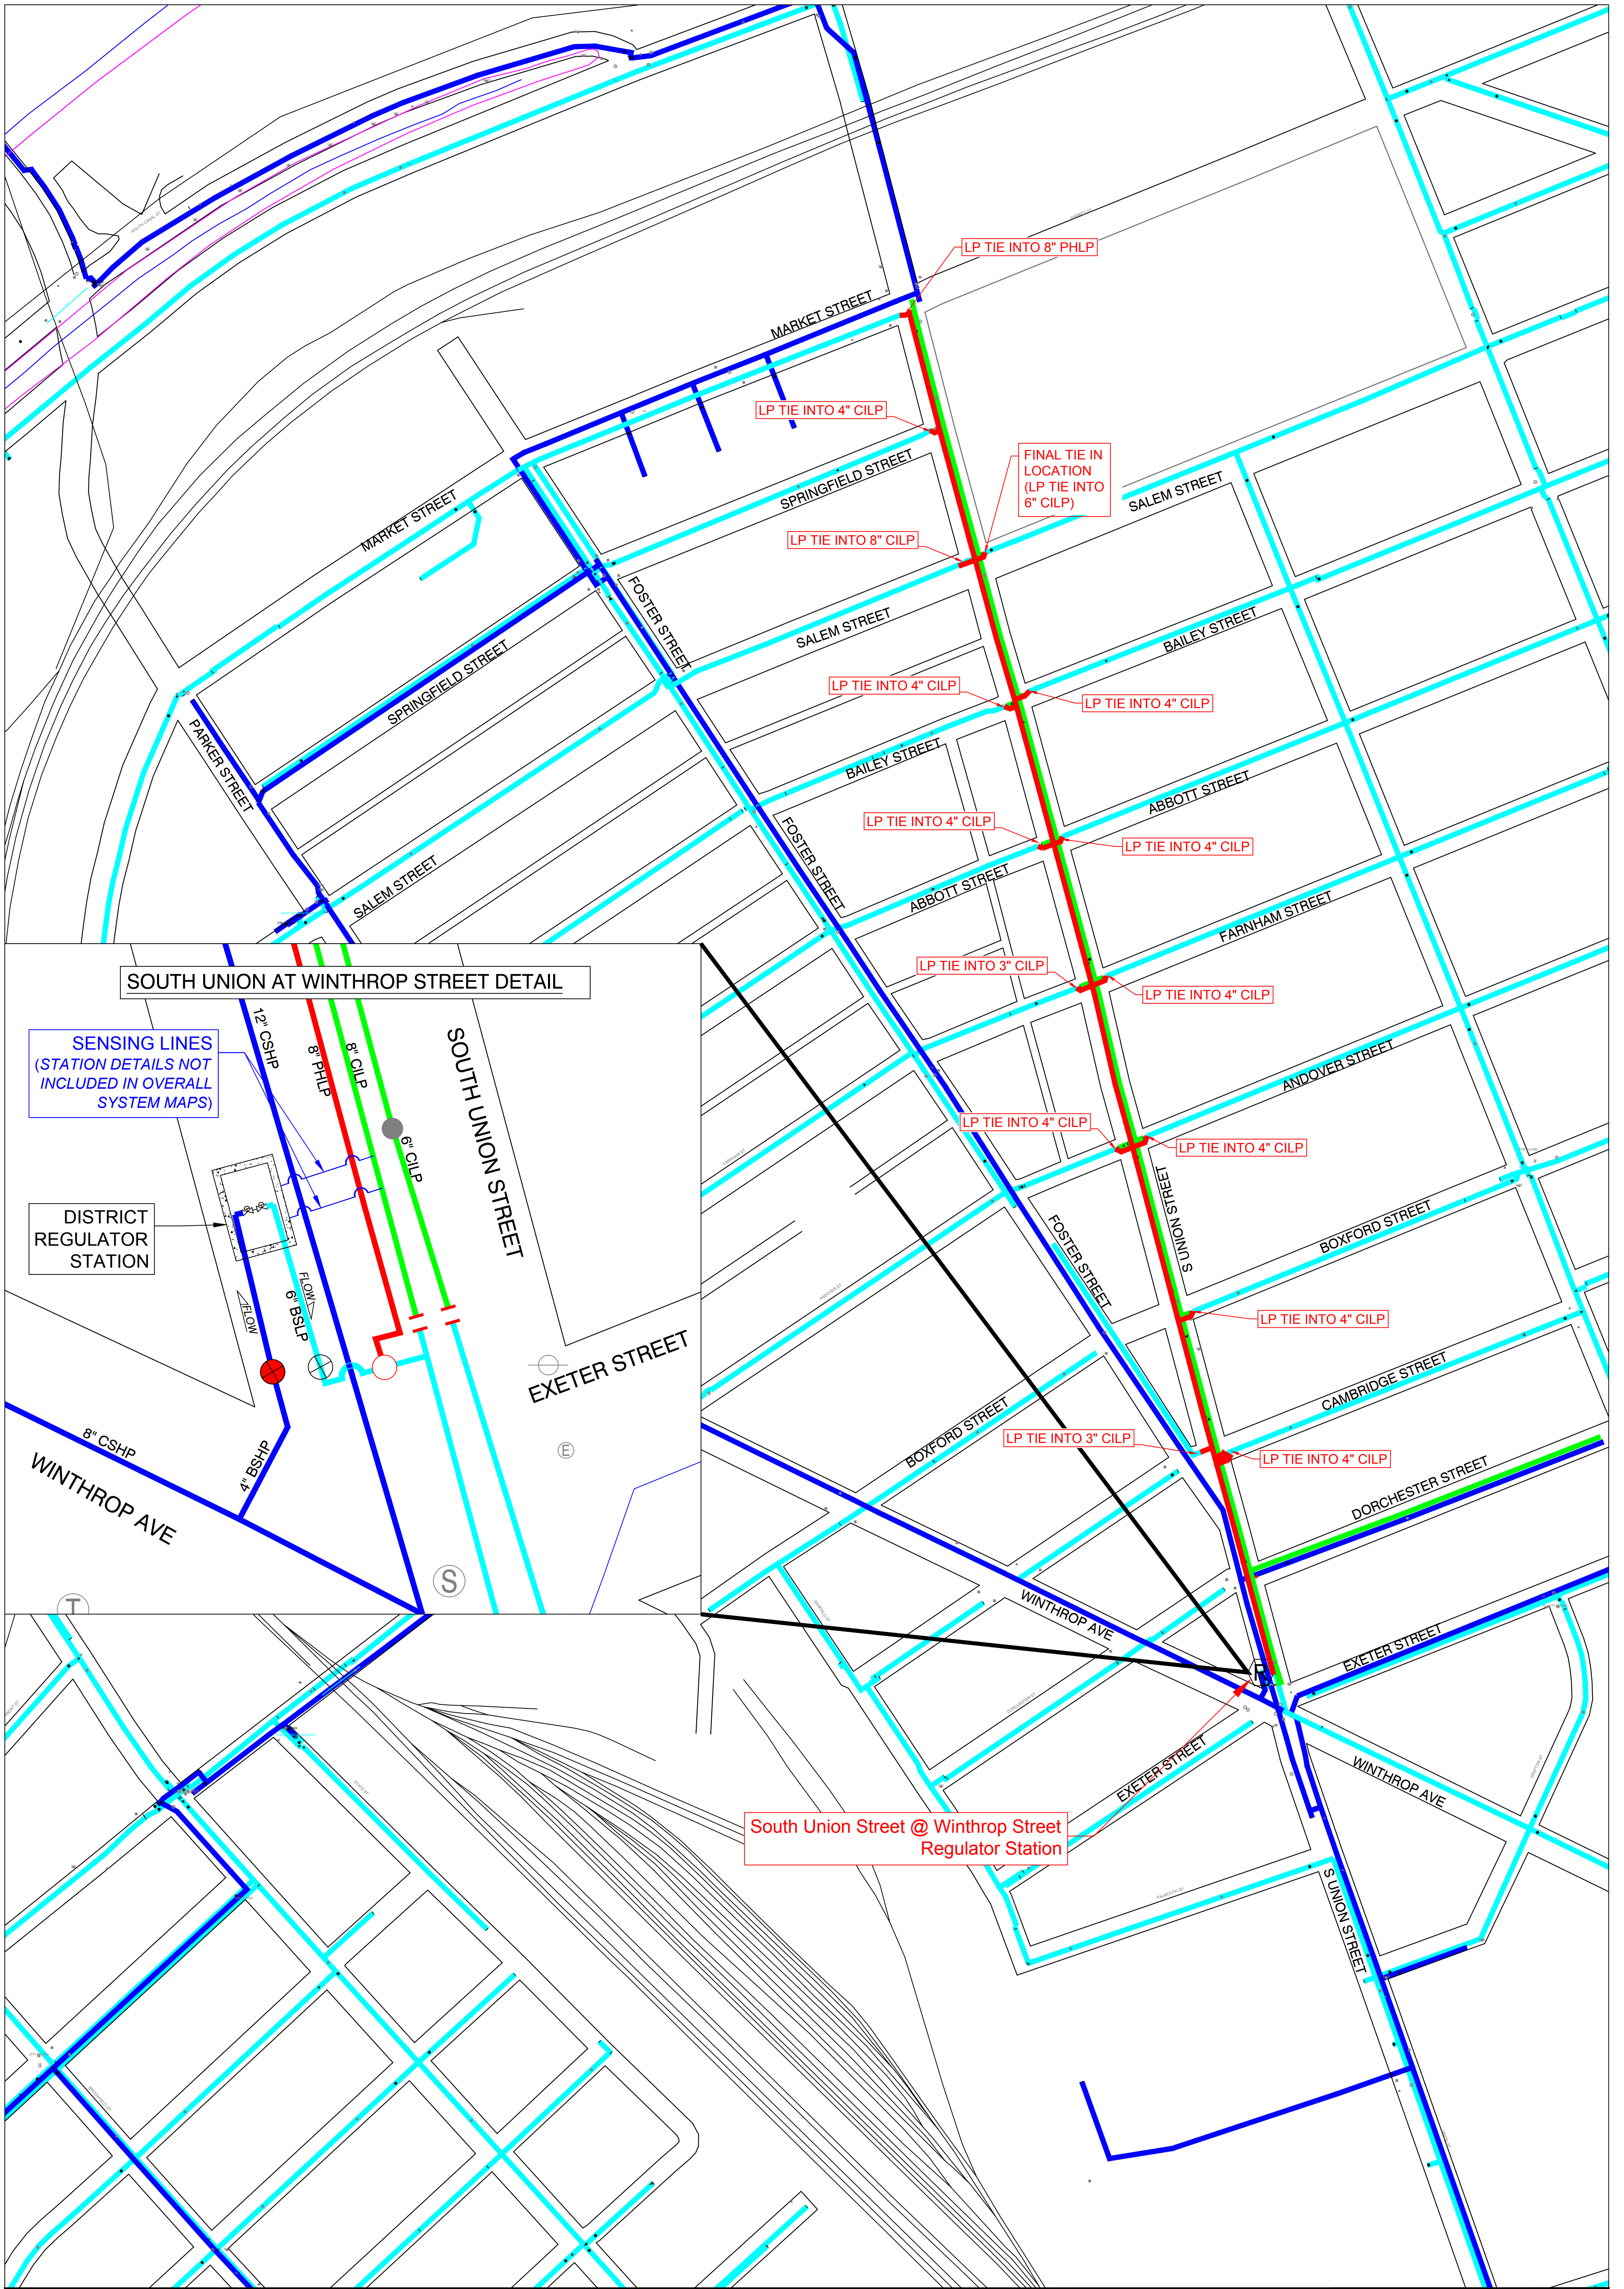 LP TIE INTO 8" PHLP
MARKET STREET
LP TIE INTO 4" CILP
SPRINGFIELD STREET
FINAL TIE IN
LOCATION
(LP TIE INTO
6" CILP)
SALEM STREET
MARKET STREET
LP TIE INTO 8" CILP
FOSTER STREET
SALEM STREET
BAILEY STREET
SPRINGFIELD STREET
LP TIE INTO 4" CILP
LP TIE INTO 4" CILP
PARKER STREET
BAILEY STREET
ABBOTT STREET
LP TIE INTO 4" CILP
LP TIE INTO 4" CILP
FOSTER STREET
SALEM STREET
ABBOTT STREET
FARNHAM STREET
LP TIE INTO 3" CILP
LP TIE INTO 4" CILP
ANDOVER STREET
LP TIE INTO 4" CILP
LP TIE INTO 4" CILP
S UNION STREET
FOSTER STREET
BOXFORD STREET
LP TIE INTO 4" CILP
CAMBRIDGE STREET
BOXFORD STREET
LP TIE INTO 3" CILP
LP TIE INTO 4" CILP
DORCHESTER STREET
WINTHROP AVE
EXETER STREET
R
EXETER STREET
WINTHROP AVE
South Union Street @ Winthrop Street
Regulator Station
S UNION STREET
SOUTH UNION AT WINTHROP STREET DETAIL
12" CSHP
8" PHLP
8" CILP
6" CILP
SOUTH UNION STREET
SENSING LINES
(STATION DETAILS NOT
INCLUDED IN OVERALL
SYSTEM MAPS)
DISTRICT
REGULATOR
STATION
FLOW
6" BSLP
FLOW
EXETER STREET
8" CSHP
4" BSHP
WINTHROP AVE
E
S
T